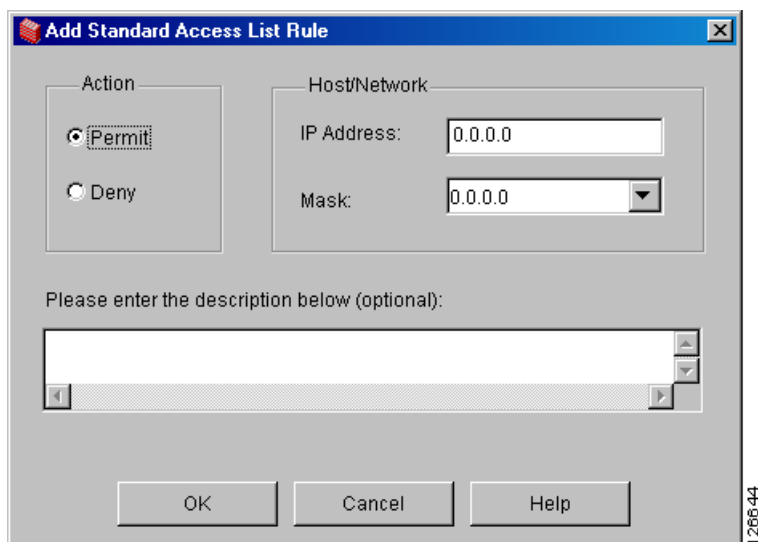 Add Standard Access List Rule
Action
Permit
Deny
Host/Network
IP Address: 0.0.0.0
Mask: 0.0.0.0
Please enter the description below (optional):
OK Cancel Help
126644